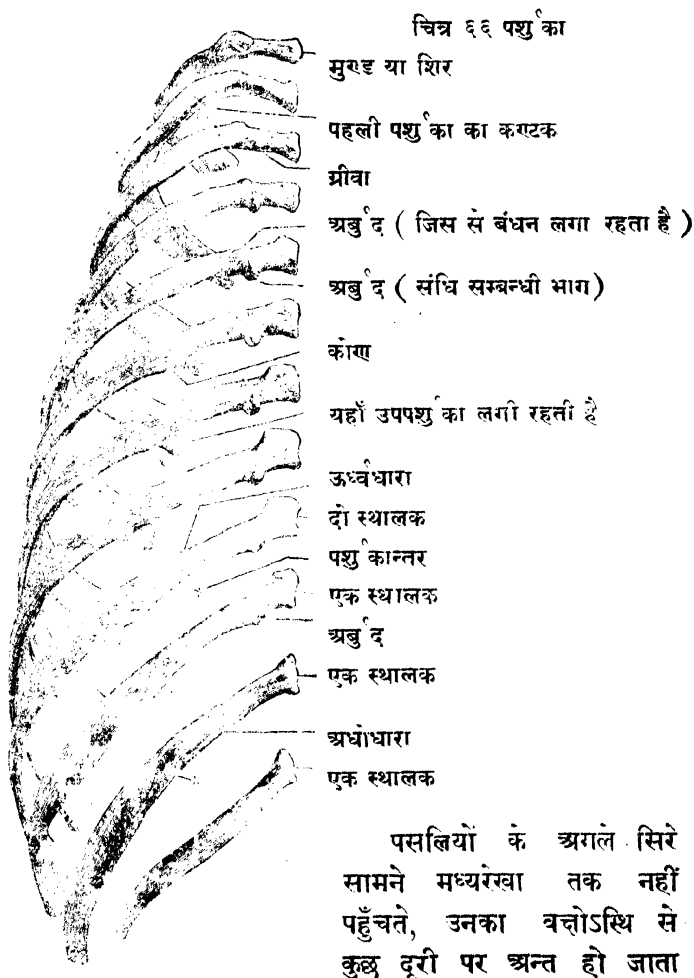 चित्र ६६ पर्शुका
मुण्ड या शिर
पहली पर्शुका का कण्टक
ग्रीवा
अर्बुद ( जिस से बंधन लगा रहता है )
अर्बुद ( संधि सम्बन्धी भाग )
कोण
यहाँ उपपर्शुका लगी रहती है
ऊर्ध्वधारा
दो स्थालक
पर्शुकान्तर
एक स्थालक
अर्बुद
एक स्थालक
अधोधारा
एक स्थालक
पसलियों के अगले सिरे
सामने मध्यरेखा तक नहीं
पहुँचते, उनका वक्षोऽस्थि से
कुछ दूरी पर अन्त हो जाता